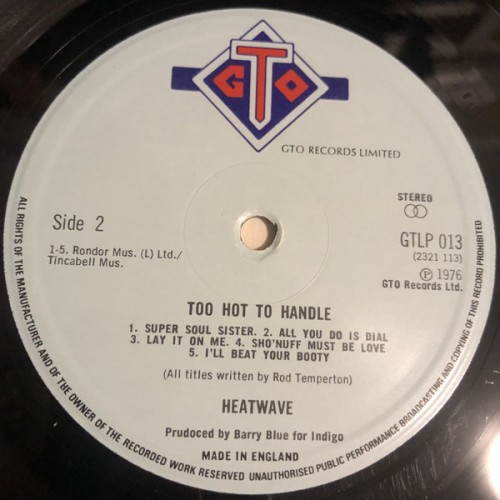 GTO
GTO RECORDS LIMITED
STEREO
Side 2
GTLP 013
(2321 113)
1-5. Rondor Mus. (L) Ltd./
Tincabell Mus.
Ⓟ 1976
GTO Records Ltd.
TOO HOT TO HANDLE
1. SUPER SOUL SISTER. 2. ALL YOU DO IS DIAL
3. LAY IT ON ME. 4. SHO'NUFF MUST BE LOVE
5. I'LL BEAT YOUR BOOTY
(All titles written by Rod Temperton)
HEATWAVE
Pruduced by Barry Blue for Indigo
MADE IN ENGLAND
ALL RIGHTS OF THE MANUFACTURER AND OF THE OWNER OF THE RECORDED WORK RESERVED UNAUTHORISED PUBLIC PERFORMANCE BROADCASTING AND COPYING OF THIS RECORD PROHIBITED